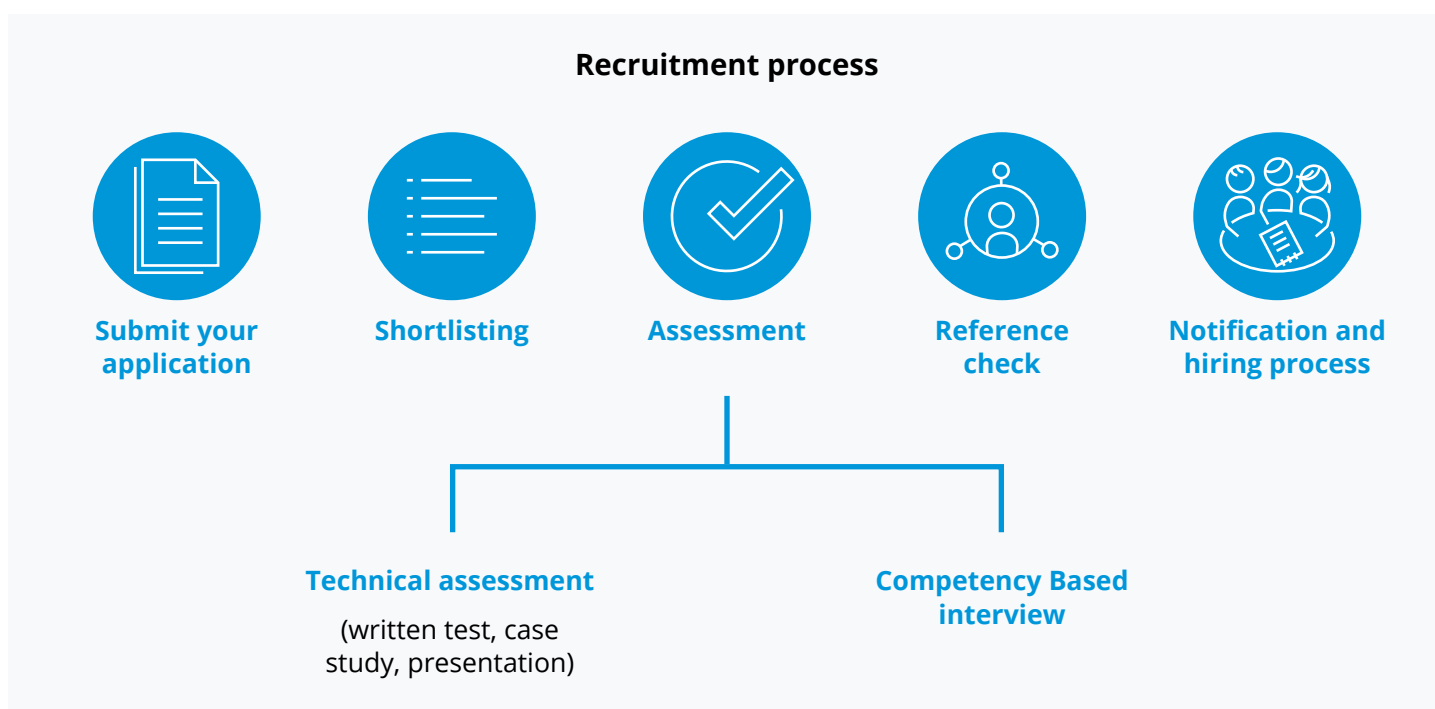 Recruitment process
Submit your
application
Shortlisting
Assessment
Reference
check
Notification and
hiring process
Technical assessment
(written test, case
study, presentation)
Competency Based
interview